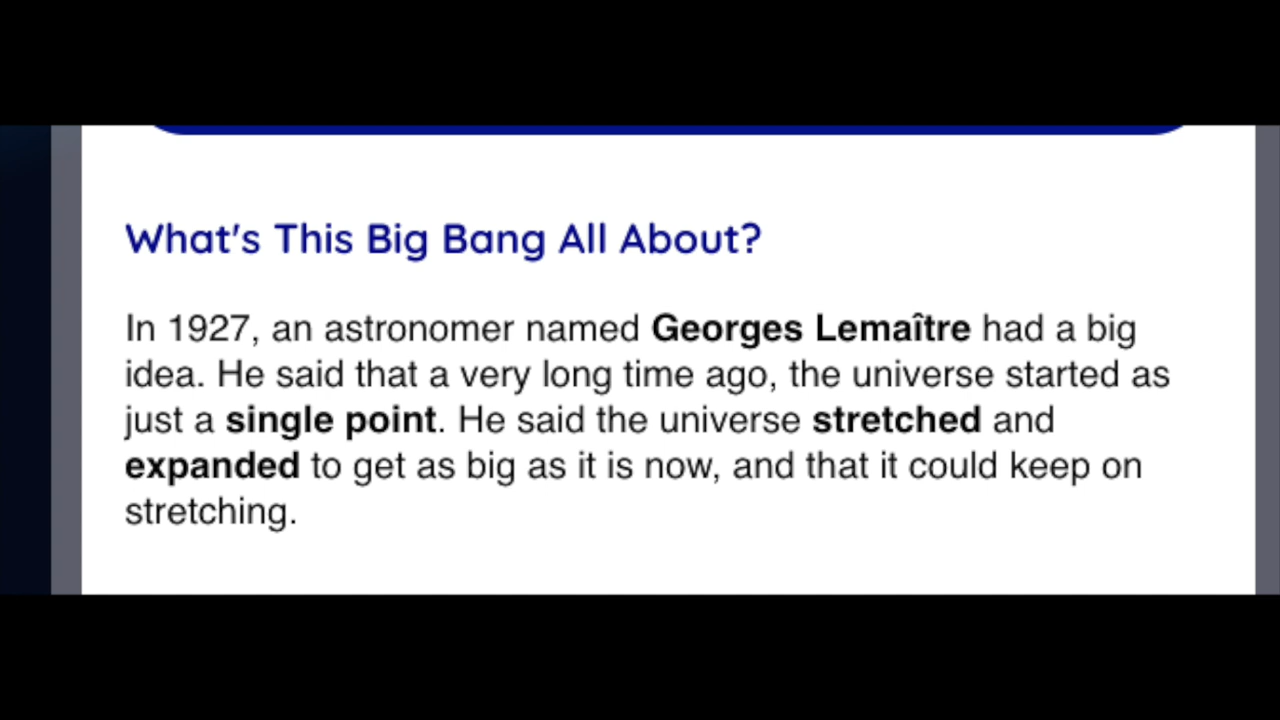 What's This Big Bang All About?
In 1927, an astronomer named Georges Lemaître had a big
idea. He said that a very long time ago, the universe started as
just a single point. He said the universe stretched and
expanded to get as big as it is now, and that it could keep on
stretching.